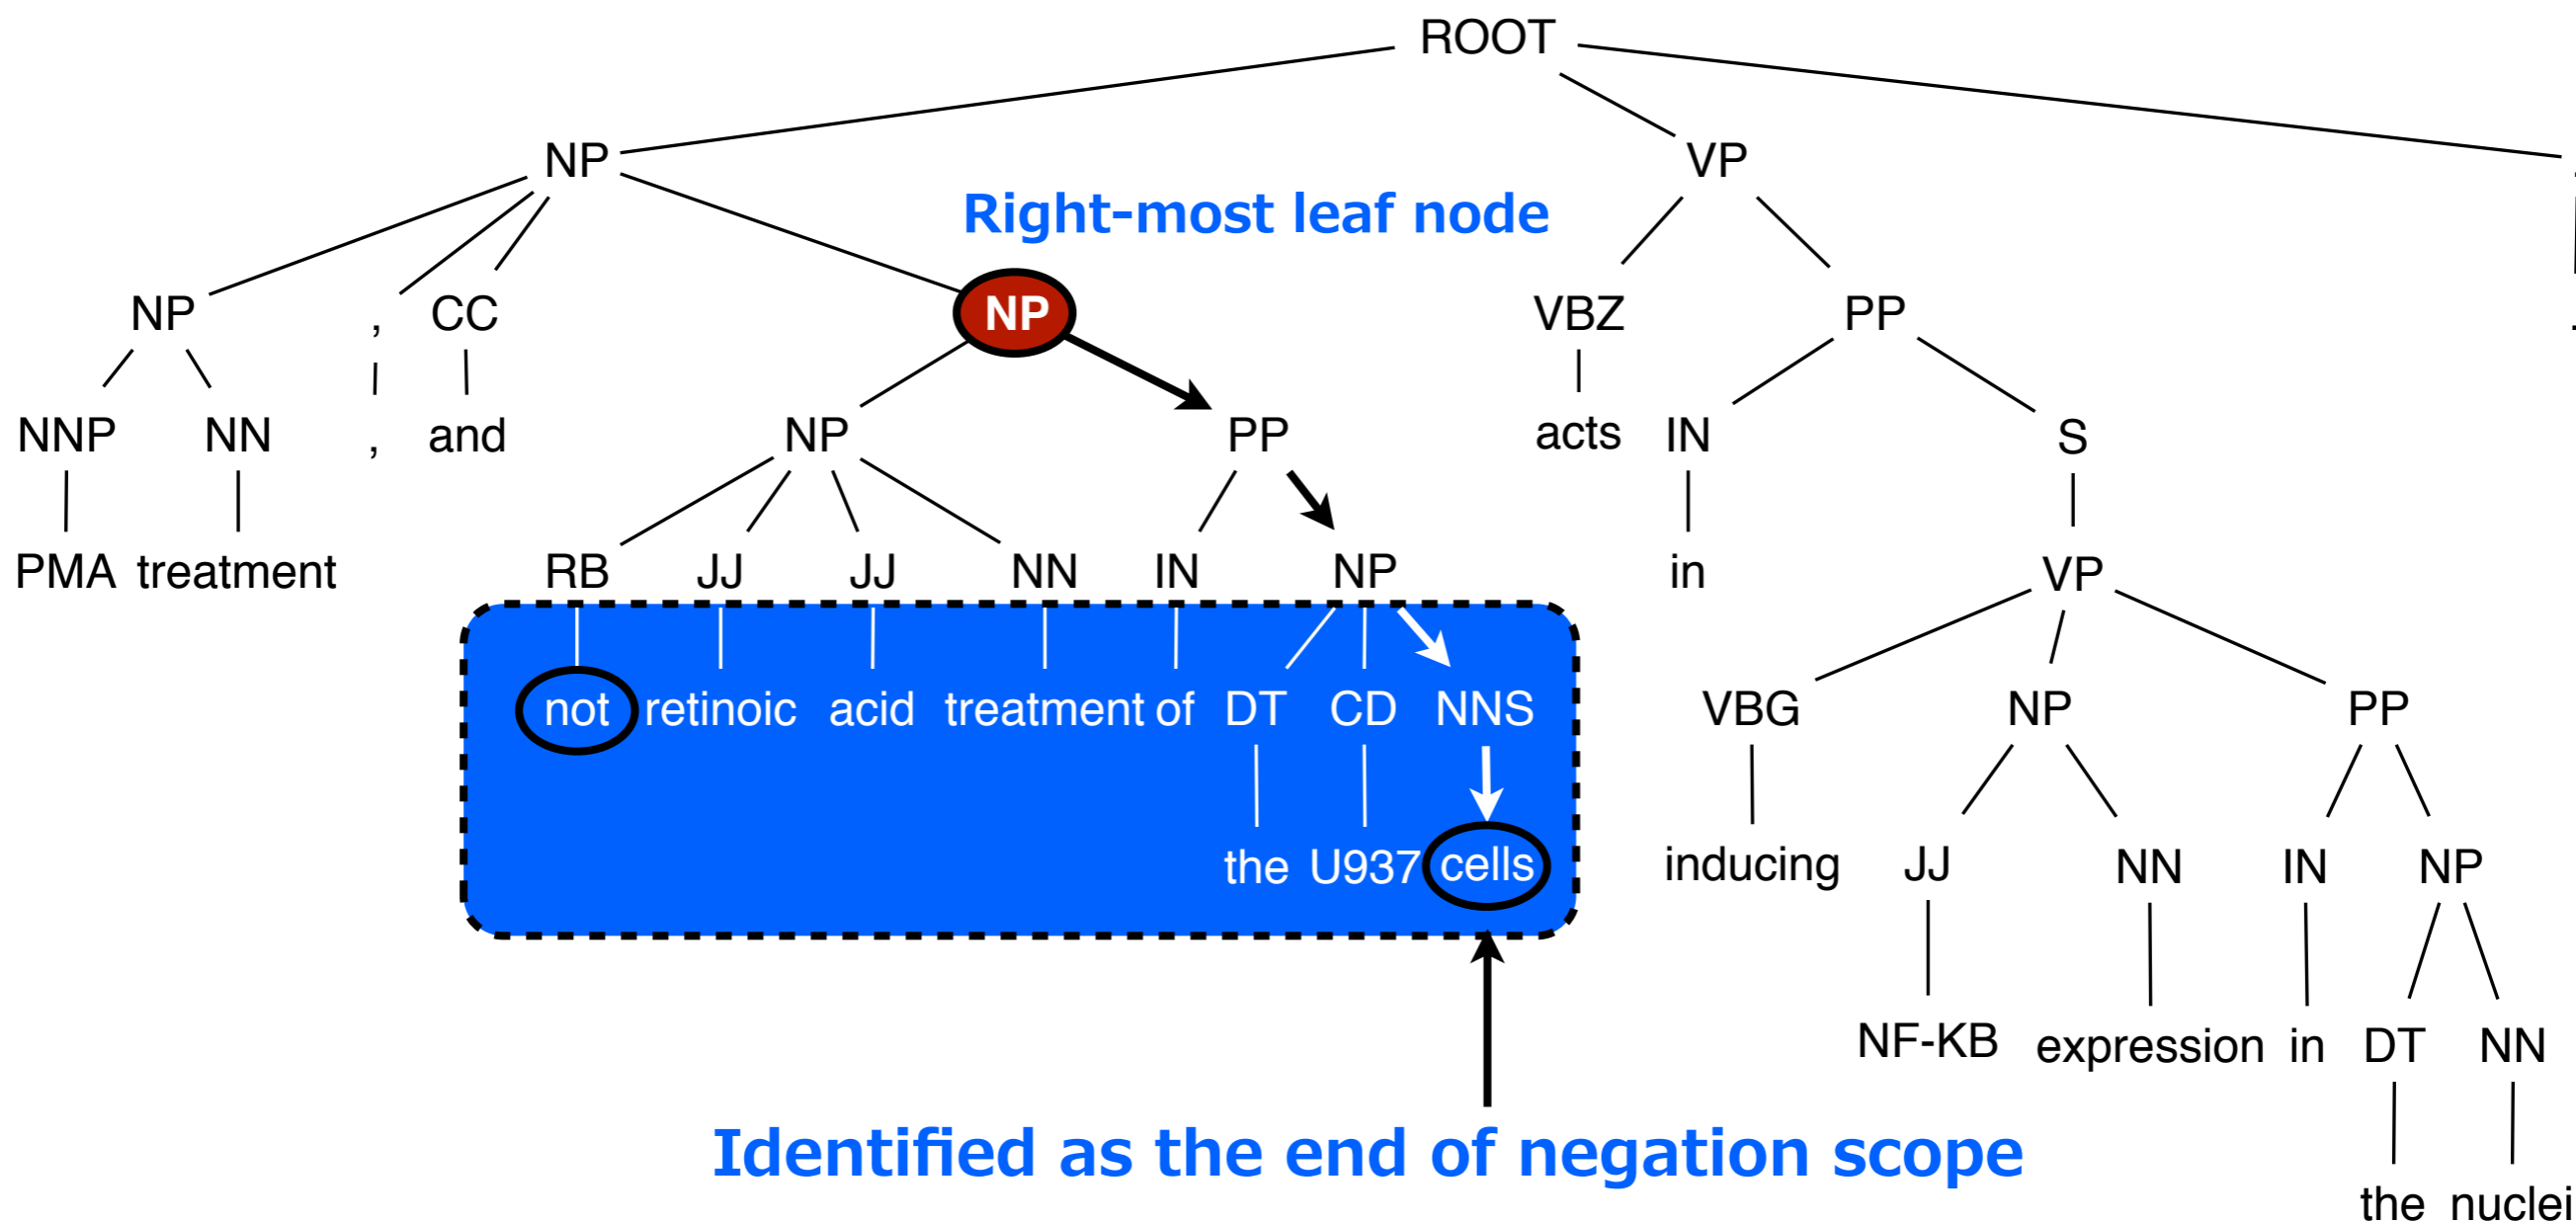 ROOT
NP VP
Right-most leaf node
NP , CC NP VBZ PP .
NNP NN , and NP PP acts IN S
PMA treatment RB JJ JJ NN IN NP in VP
not retinoic acid treatment of DT CD NNS VBG NP PP
the U937 cells inducing JJ NN IN NP
NF-KB expression in DT NN
Identified as the end of negation scope
the nuclei